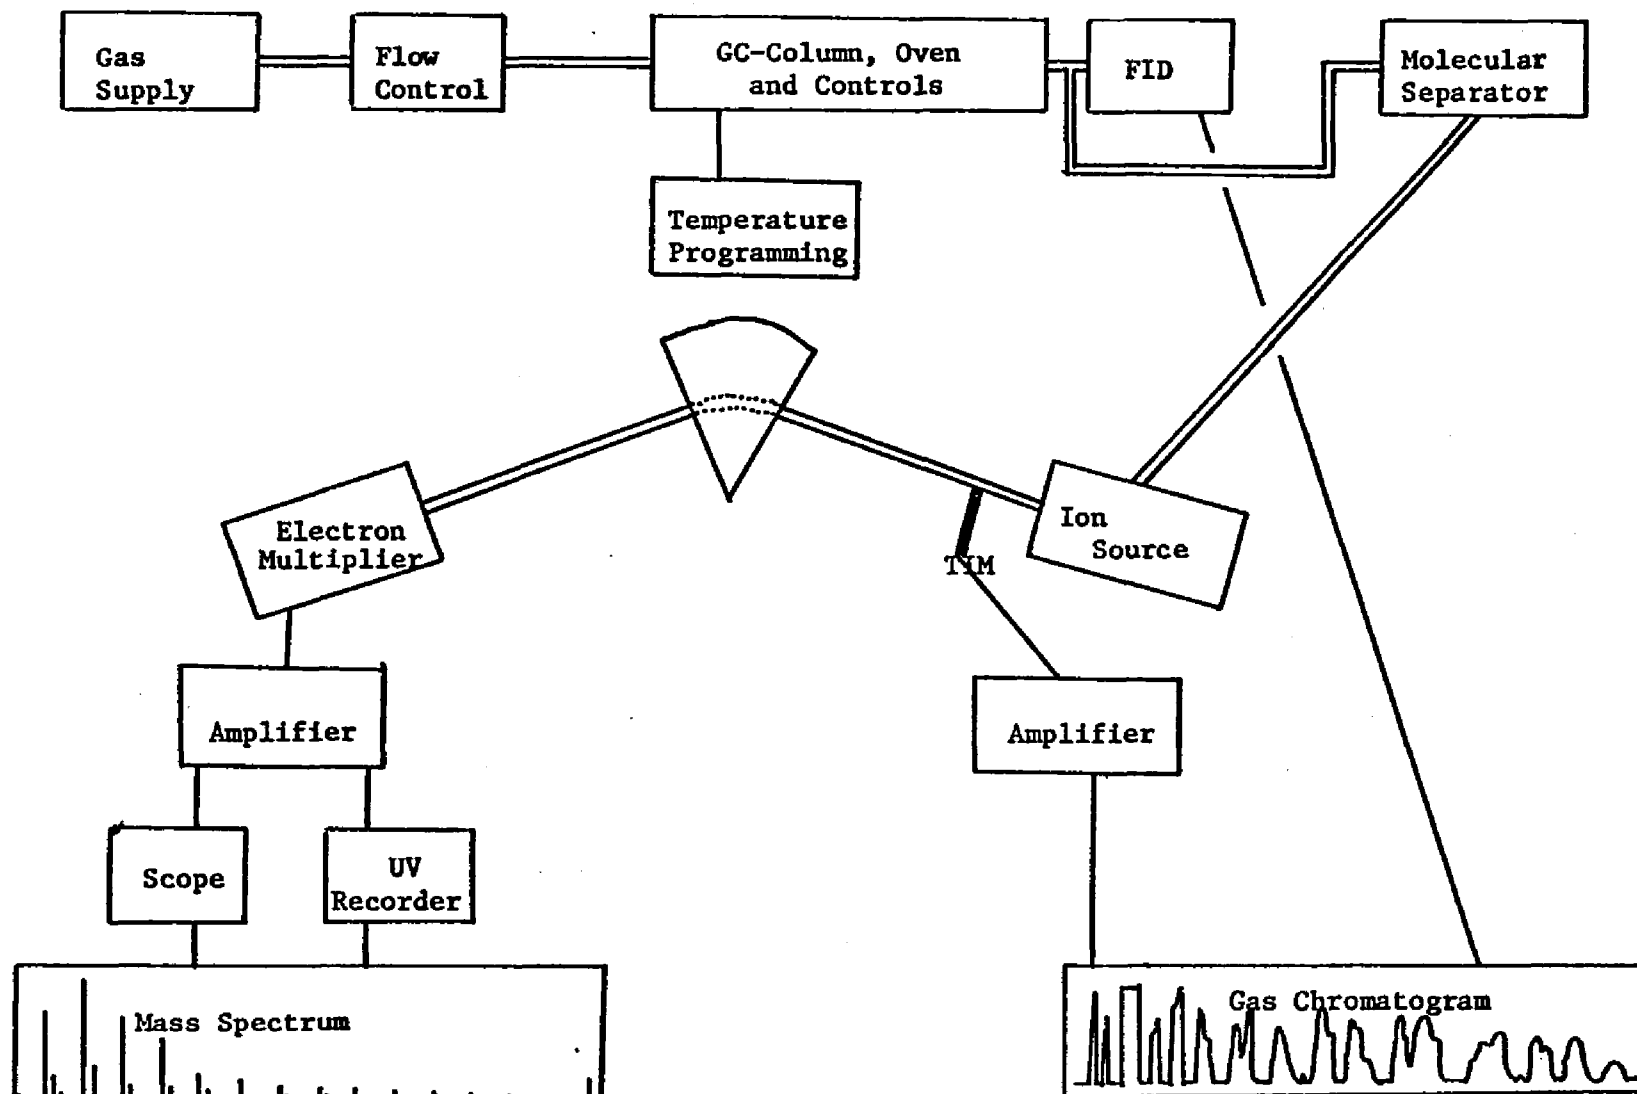 Gas
Supply
Flow
Control
GC-Column, Oven
and Controls
FID
Molecular
Separator
Temperature
Programming
Electron
Multiplier
Ion
Source
TIM
Amplifier
Amplifier
Scope
UV
Recorder
Mass Spectrum
Gas Chromatogram